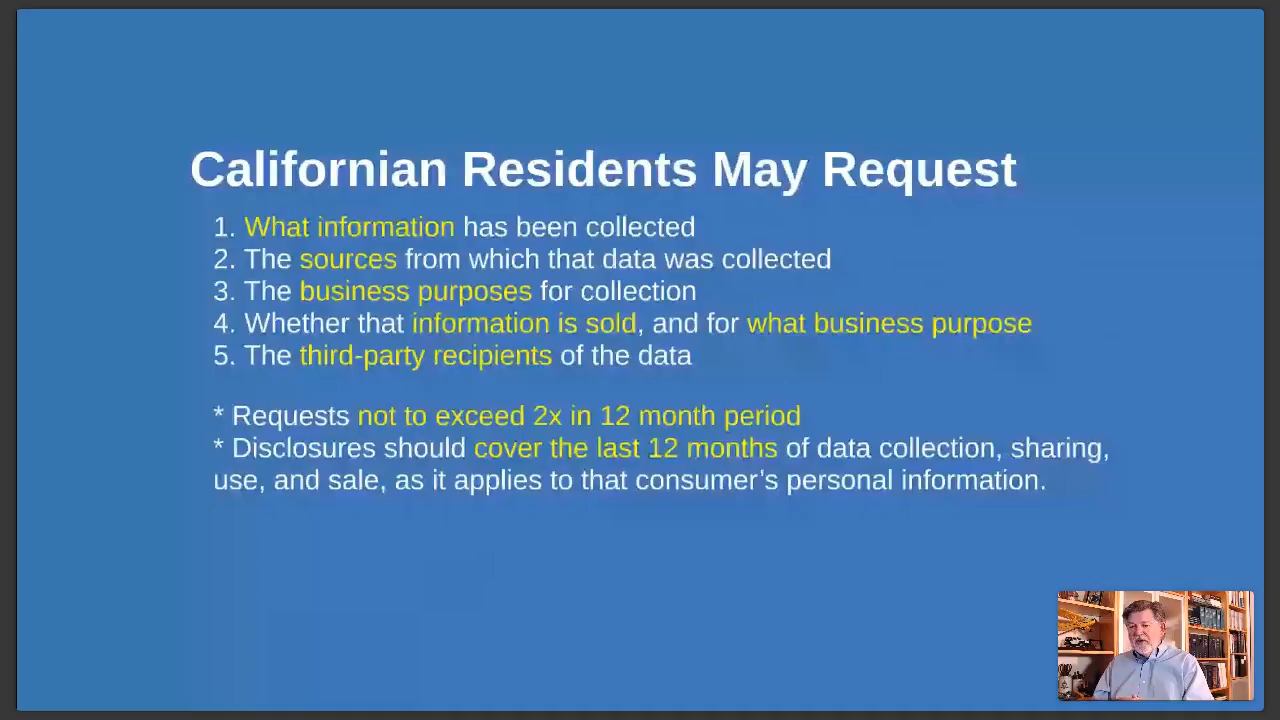 Californian Residents May Request
1. What information has been collected
2. The sources from which that data was collected
3. The business purposes for collection
4. Whether that information is sold, and for what business purpose
5. The third-party recipients of the data
* Requests not to exceed 2x in 12 month period
* Disclosures should cover the last 12 months of data collection, sharing,
use, and sale, as it applies to that consumer’s personal information.